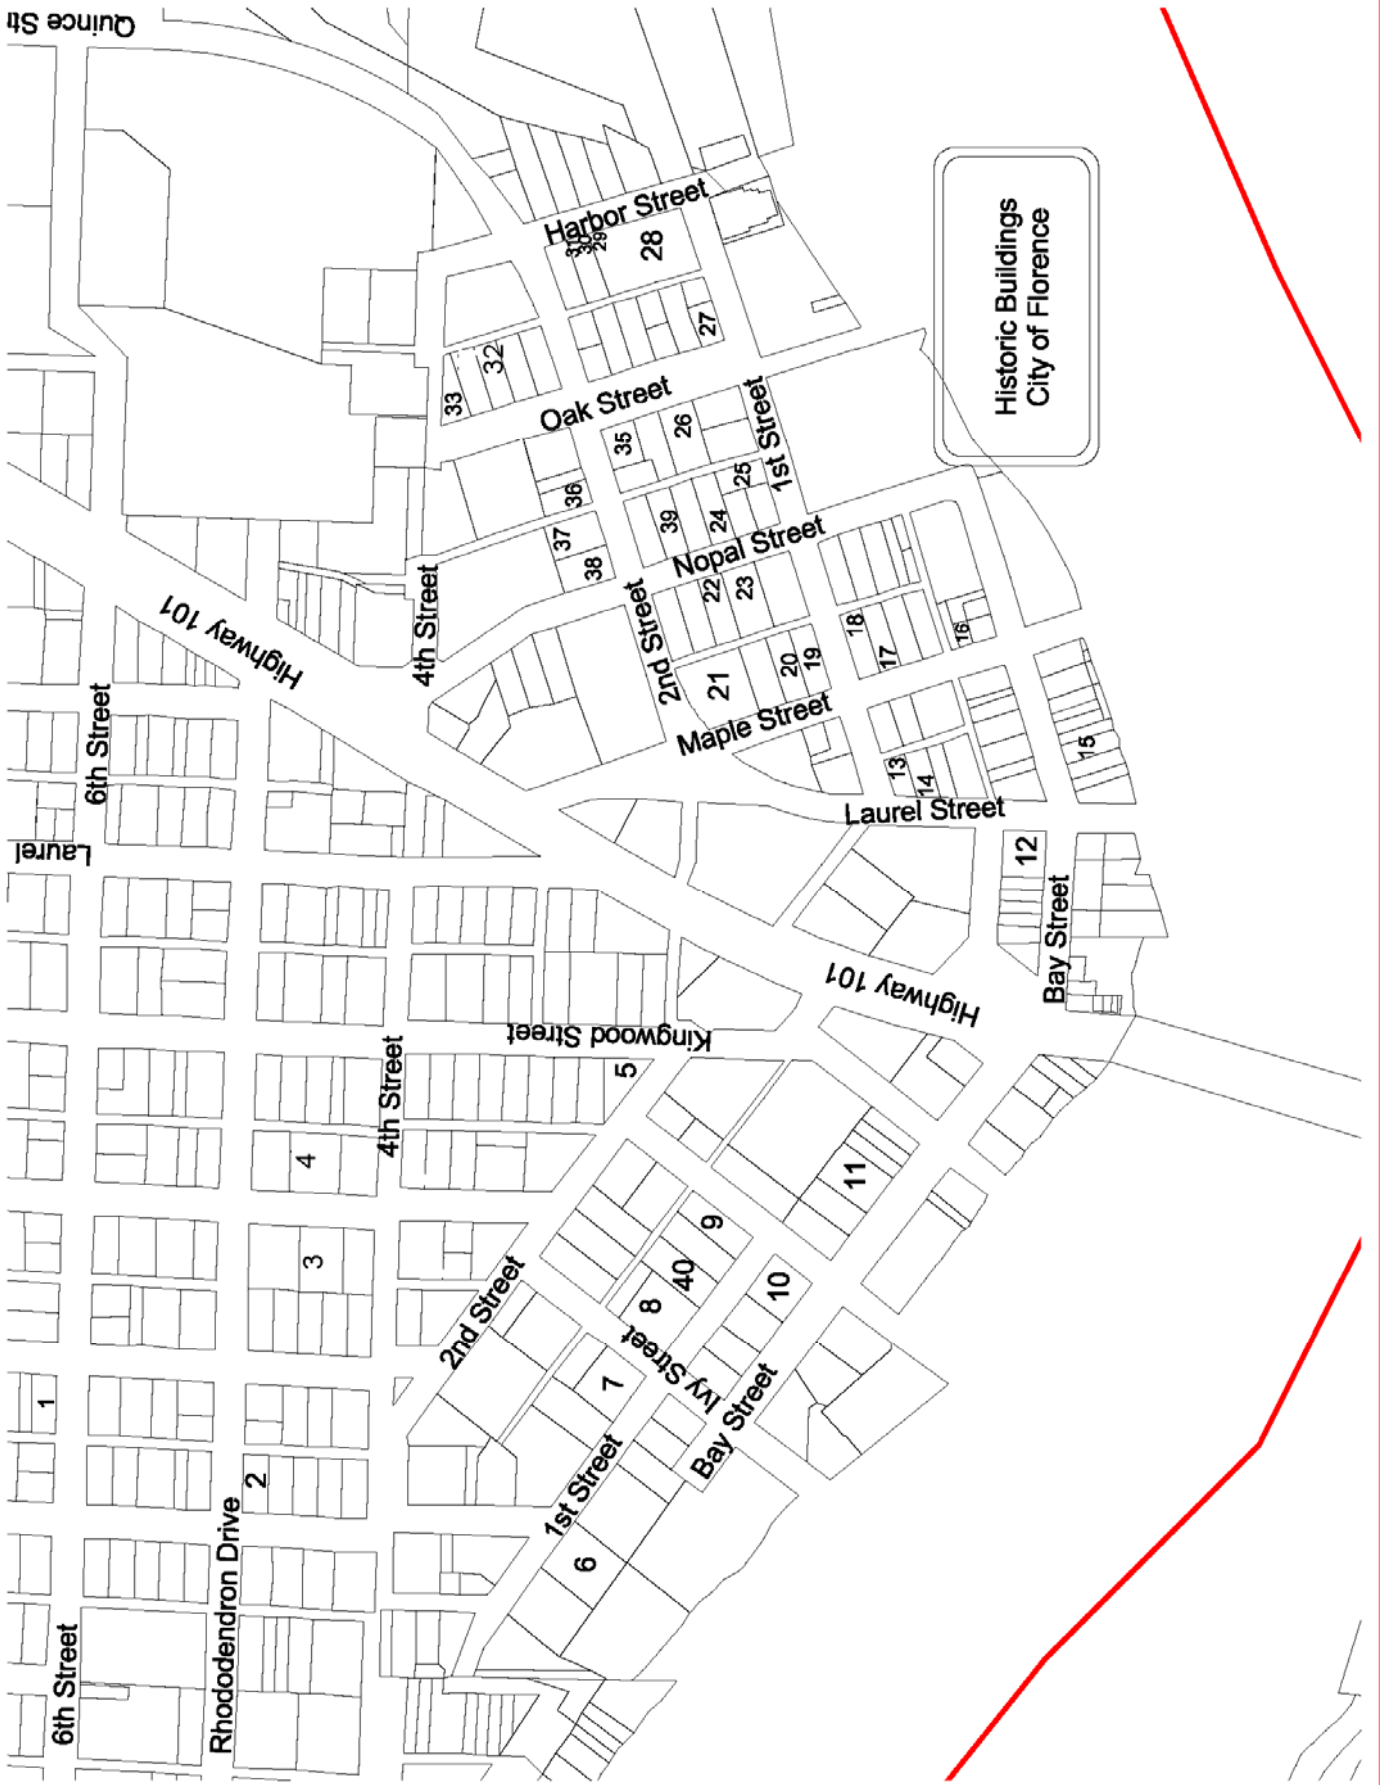 Quince Str
Harbor Street
31
30
29
28
27
32
33
Oak Street
35
26
1st Street
25
36
37
38
39
24
Nopal Street
22
23
4th Street
Highway 101
2nd Street
18
17
16
21
20
19
Maple Street
6th Street
13
14
15
Laurel Street
Laurel
12
Bay Street
Highway 101
Kingwood Street
5
4th Street
4
3
11
9
40
8
10
2nd Street
Ivy Street
7
Bay Street
1st Street
1
2
6
Rhododendron Drive
6th Street
Historic Buildings
City of Florence